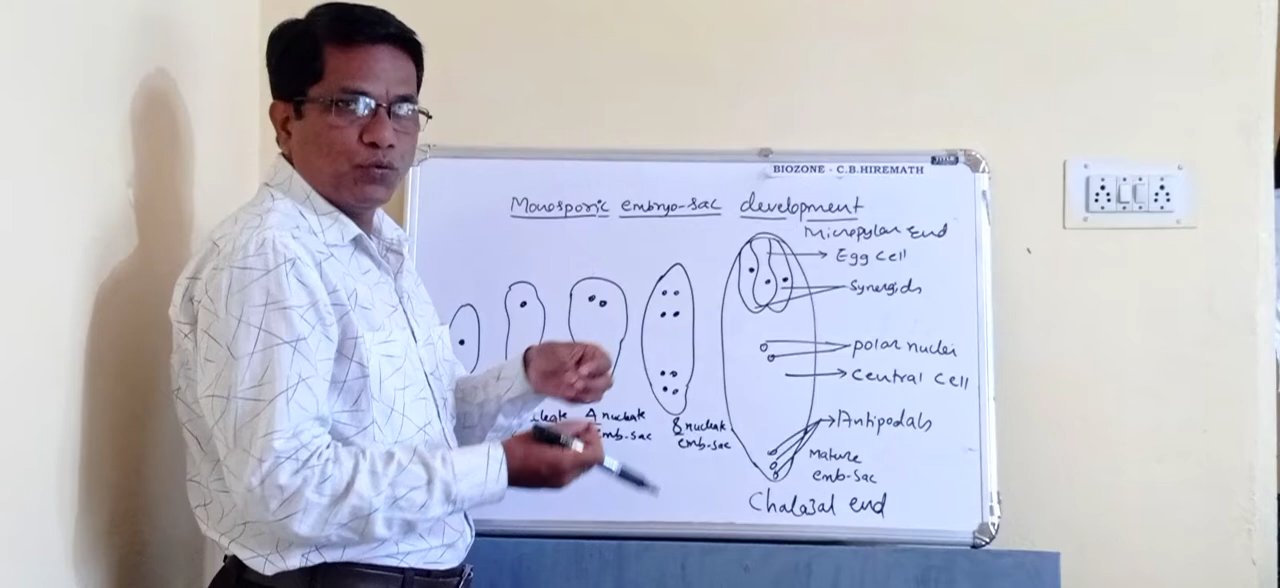 BIOZONE - C.B.HIREMATH
Monosporic embryo-sac development
Micropylar end
Egg cell
synergids
polar nuclei
Central cell
Antipodals
4 nucleate
emb-sac
8 nucleate
emb-sac
Mature
emb-sac
Chalazal end